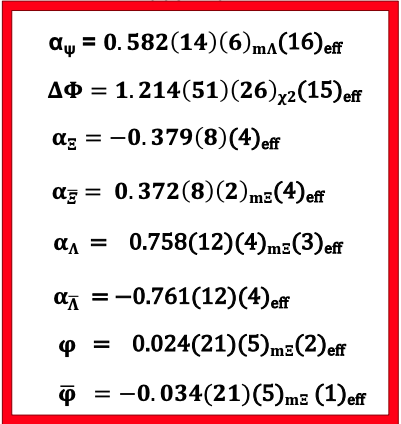 α_ψ = 0.582(14)(6)_mΛ(16)_eff
ΔΦ = 1.214(51)(26)_χ2(15)_eff
α_Ξ = −0.379(8)(4)_eff
α_Ξ̅ = 0.372(8)(2)_mΞ(4)_eff
α_Λ = 0.758(12)(4)_mΞ(3)_eff
α_Λ̅ = −0.761(12)(4)_eff
φ = 0.024(21)(5)_mΞ(2)_eff
φ̅ = −0.034(21)(5)_mΞ (1)_eff